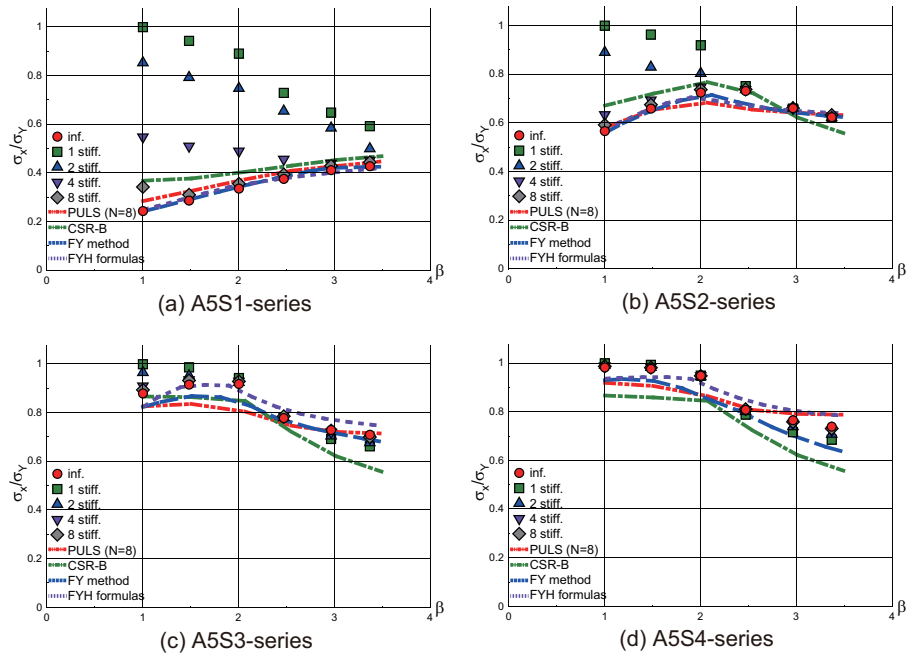 σx/σY
1
0.8
0.6
0.4
0.2
0
0
1
2
3
4
β
inf.
1 stiff.
2 stiff.
4 stiff.
8 stiff.
PULS (N=8)
CSR-B
FY method
FYH formulas
(a) A5S1-series
σx/σY
1
0.8
0.6
0.4
0.2
0
0
1
2
3
4
β
inf.
1 stiff.
2 stiff.
4 stiff.
8 stiff.
PULS (N=8)
CSR-B
FY method
FYH formulas
(b) A5S2-series
σx/σY
1
0.8
0.6
0.4
0.2
0
0
1
2
3
4
β
inf.
1 stiff.
2 stiff.
4 stiff.
8 stiff.
PULS (N=8)
CSR-B
FY method
FYH formulas
(c) A5S3-series
σx/σY
1
0.8
0.6
0.4
0.2
0
0
1
2
3
4
β
inf.
1 stiff.
2 stiff.
4 stiff.
8 stiff.
PULS (N=8)
CSR-B
FY method
FYH formulas
(d) A5S4-series